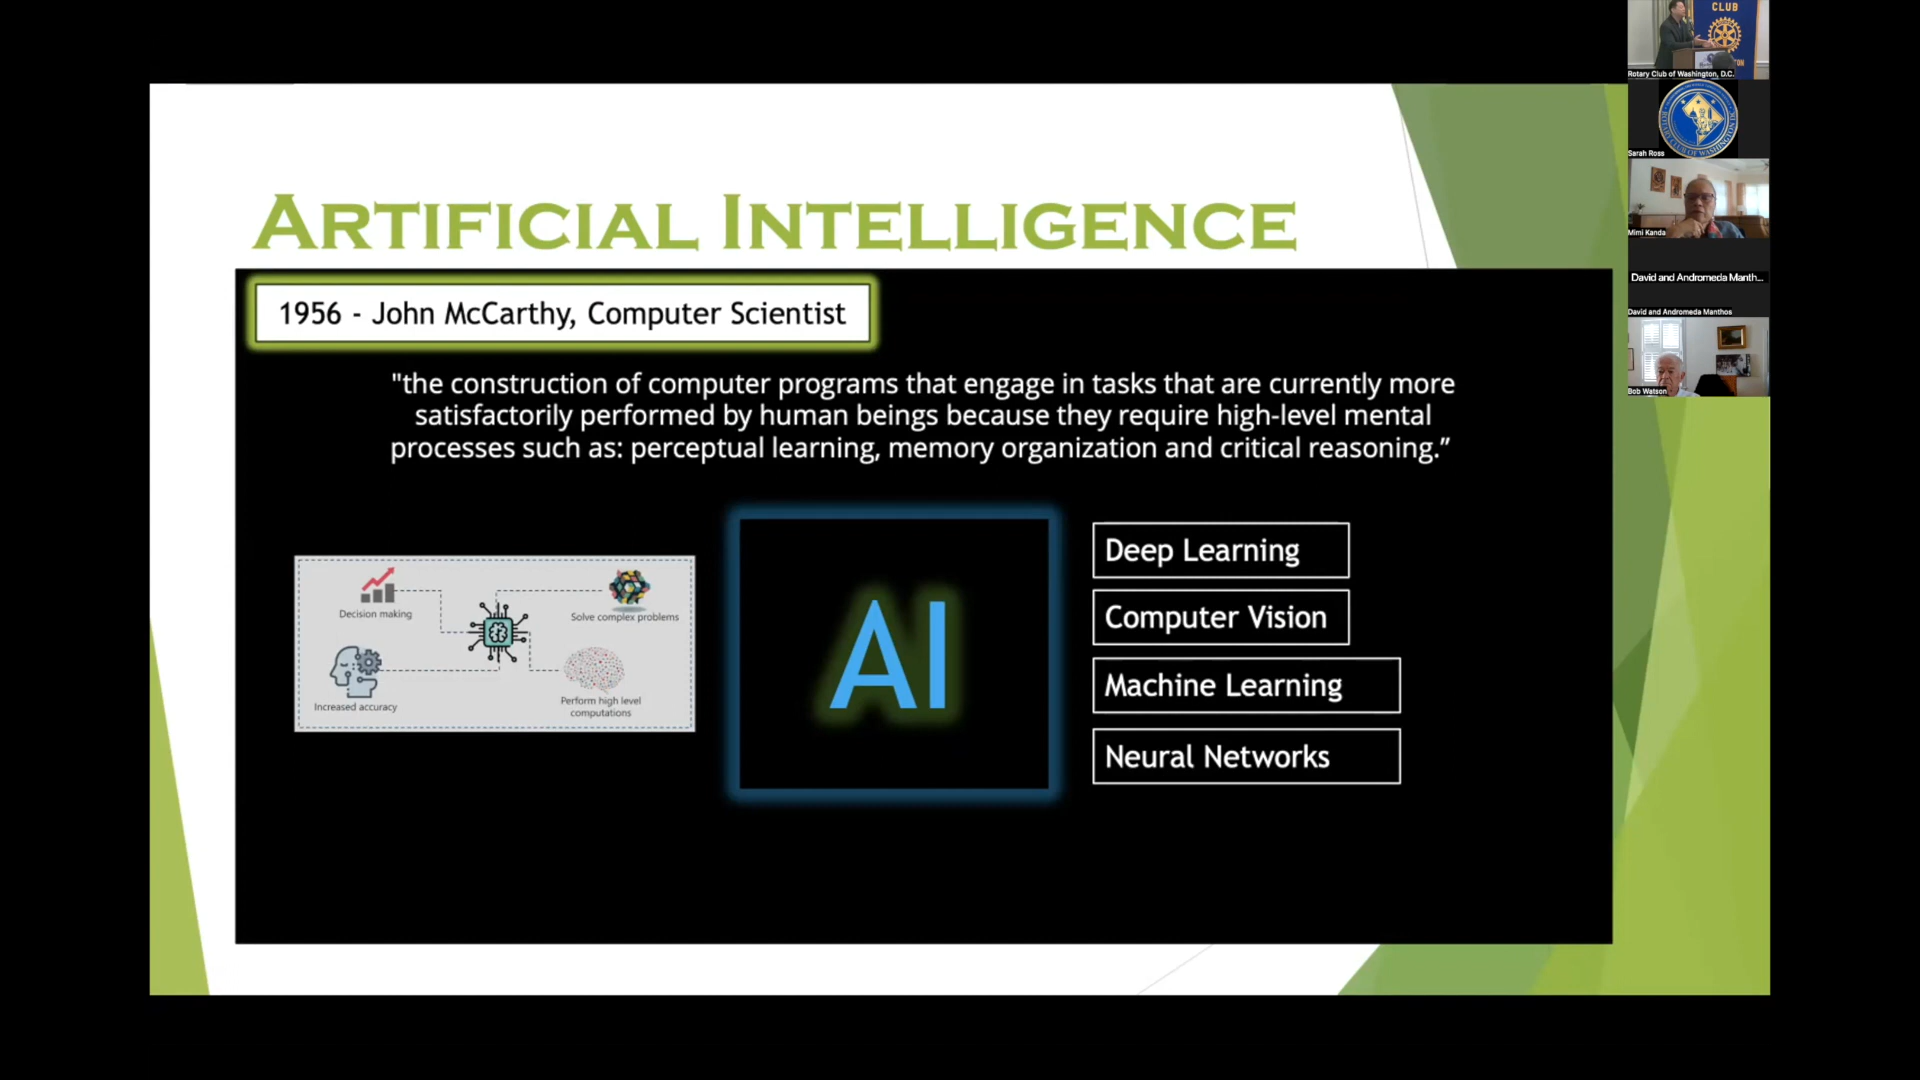 ARTIFICIAL INTELLIGENCE
1956 - John McCarthy, Computer Scientist
"the construction of computer programs that engage in tasks that are currently more
satisfactorily performed by human beings because they require high-level mental
processes such as: perceptual learning, memory organization and critical reasoning.”
Decision making
Solve complex problems
Increased accuracy
Perform high level
computations
AI
Deep Learning
Computer Vision
Machine Learning
Neural Networks
CLUB
Rotary Club of Washington, D.C.
Sarah Ross
Mimi Kanda
David and Andromeda Manth...
David and Andromeda Manthos
Bob Watson